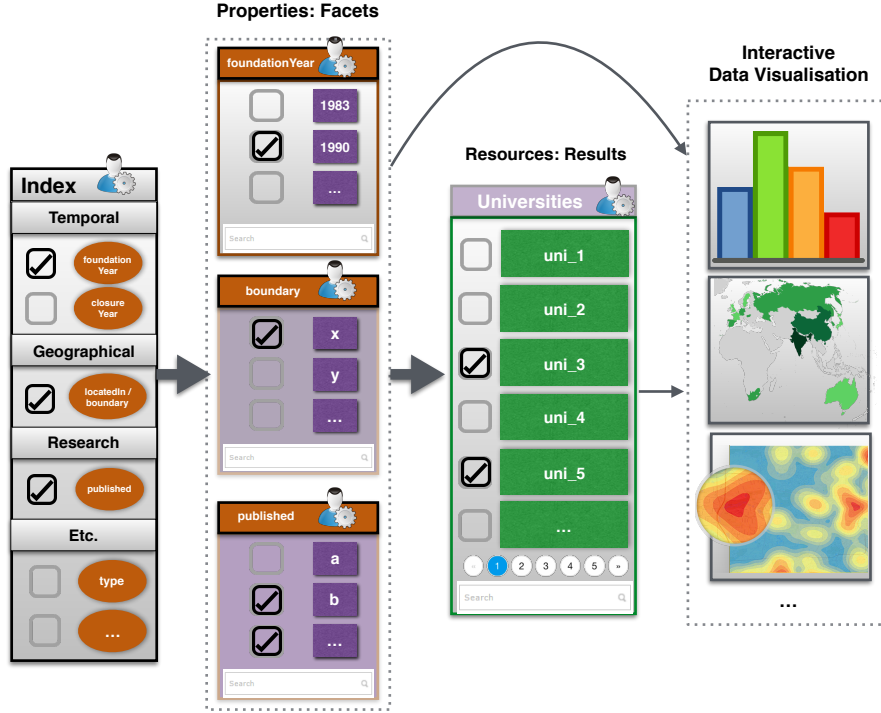 Properties: Facets
Interactive
Data Visualisation
Resources: Results
Index
Temporal
foundation
Year
closure
Year
Geographical
locatedIn /
boundary
Research
published
Etc.
type
...
foundationYear
1983
1990
...
Search
boundary
x
y
...
Search
published
a
b
...
Search
Universities
uni_1
uni_2
uni_3
uni_4
uni_5
...
« 1 2 3 4 5 »
Search
...